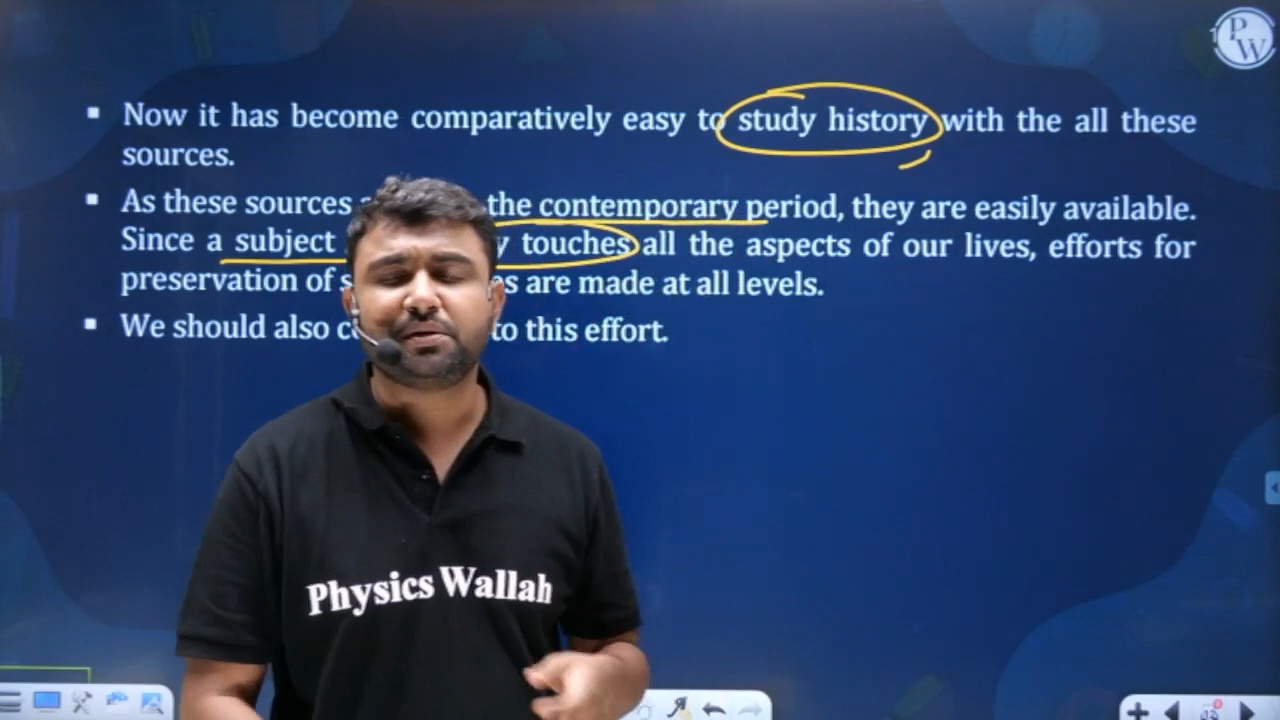 PW
Now it has become comparatively easy to study history with the all these
sources.
As these sources the contemporary period, they are easily available.
Since a subject touches all the aspects of our lives, efforts for
preservation of are made at all levels.
We should also to this effort.
Physics Wallah